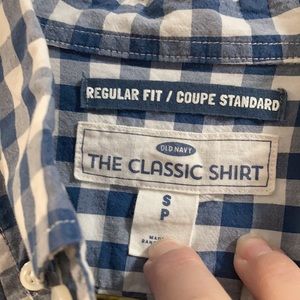 REGULAR FIT / COUPE STANDARD
OLD NAVY
THE CLASSIC SHIRT
S
P